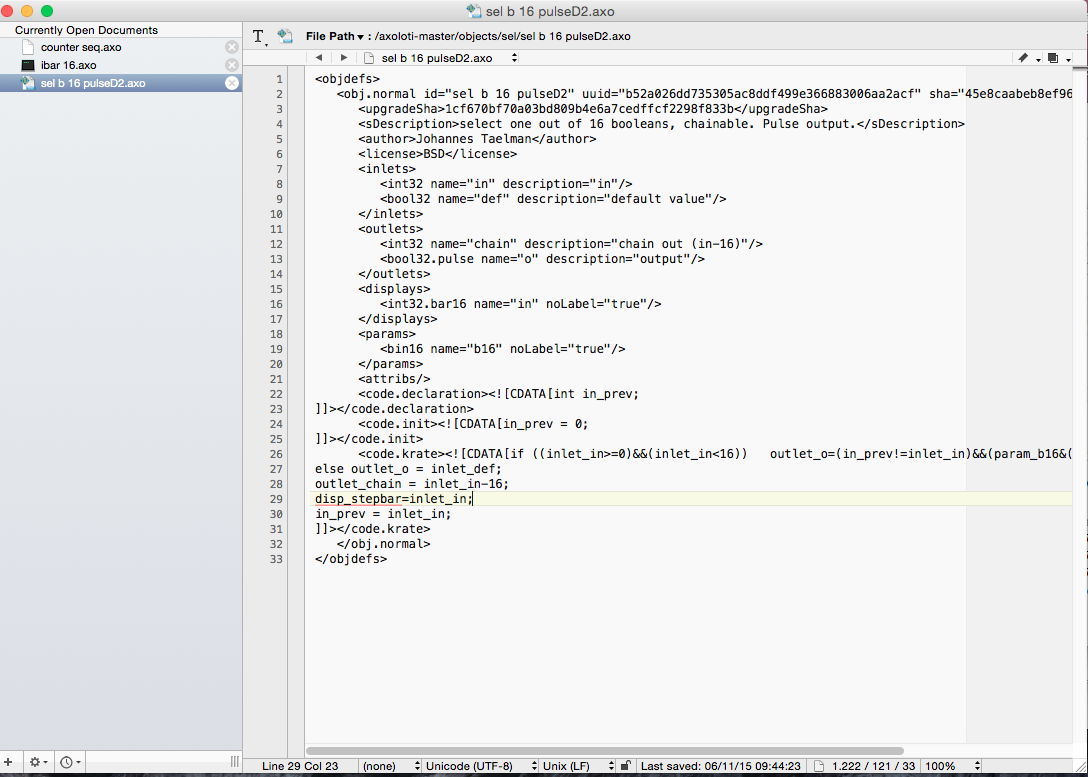 sel b 16 pulseD2.axo
Currently Open Documents
counter seq.axo
ibar 16.axo
sel b 16 pulseD2.axo
T
File Path ▾ : /axoloti-master/objects/sel/sel b 16 pulseD2.axo
sel b 16 pulseD2.axo
1 <objdefs>
2 <obj.normal id="sel b 16 pulseD2" uuid="b52a026dd735305ac8ddf499e366883006aa2acf" sha="45e8caabeb8ef96
3 <upgradeSha>1cf670bf70a03bd809b4e6a7cedffcf2298f833b</upgradeSha>
4 <sDescription>select one out of 16 booleans, chainable. Pulse output.</sDescription>
5 <author>Johannes Taelman</author>
6 <license>BSD</license>
7 <inlets>
8 <int32 name="in" description="in"/>
9 <bool32 name="def" description="default value"/>
10 </inlets>
11 <outlets>
12 <int32 name="chain" description="chain out (in-16)"/>
13 <bool32.pulse name="o" description="output"/>
14 </outlets>
15 <displays>
16 <int32.bar16 name="in" noLabel="true"/>
17 </displays>
18 <params>
19 <bin16 name="b16" noLabel="true"/>
20 </params>
21 <attribs/>
22 <code.declaration><![CDATA[int in_prev;
23 ]]></code.declaration>
24 <code.init><![CDATA[in_prev = 0;
25 ]]></code.init>
26 <code.krate><![CDATA[if ((inlet_in>=0)&&(inlet_in<16)) outlet_o=(in_prev!=inlet_in)&&(param_b16&(
27 else outlet_o = inlet_def;
28 outlet_chain = inlet_in-16;
29 disp_stepbar=inlet_in;
30 in_prev = inlet_in;
31 ]]></code.krate>
32 </obj.normal>
33 </objdefs>
Line 29 Col 23 (none) Unicode (UTF-8) Unix (LF) Last saved: 06/11/15 09:44:23 1.222 / 121 / 33 100%